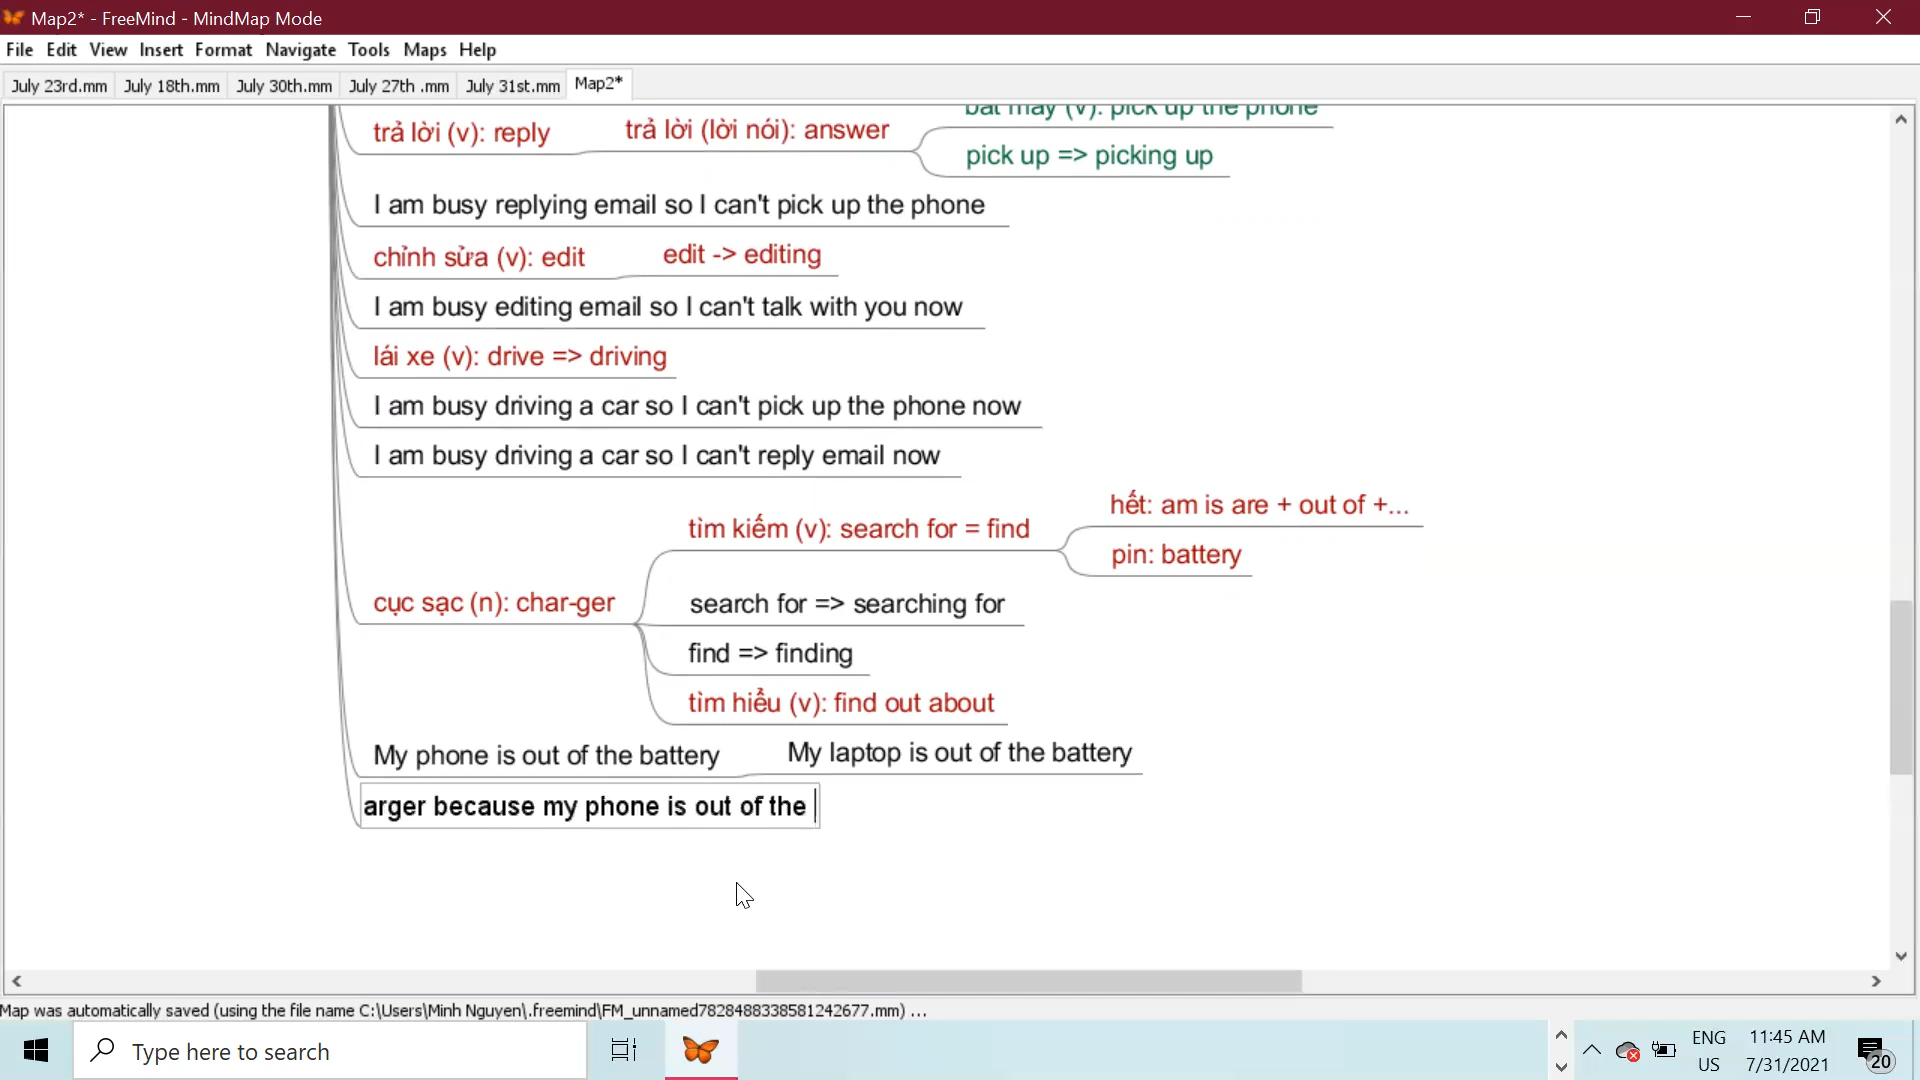 Map2* - FreeMind - MindMap Mode
File Edit View Insert Format Navigate Tools Maps Help
July 23rd.mm July 18th.mm July 30th.mm July 27th .mm July 31st.mm Map2*
bắt máy (v): pick up the phone
trả lời (v): reply
trả lời (lời nói): answer
pick up => picking up
I am busy replying email so I can't pick up the phone
chỉnh sửa (v): edit
edit -> editing
I am busy editing email so I can't talk with you now
lái xe (v): drive => driving
I am busy driving a car so I can't pick up the phone now
I am busy driving a car so I can't reply email now
cục sạc (n): char-ger
tìm kiếm (v): search for = find
hết: am is are + out of +...
pin: battery
search for => searching for
find => finding
tìm hiểu (v): find out about
My phone is out of the battery
My laptop is out of the battery
arger because my phone is out of the
Map was automatically saved (using the file name C:\Users\Minh Nguyen\.freemind\FM_unnamed7828488338581242677.mm) ...
Type here to search
ENG
US
11:45 AM
7/31/2021
20